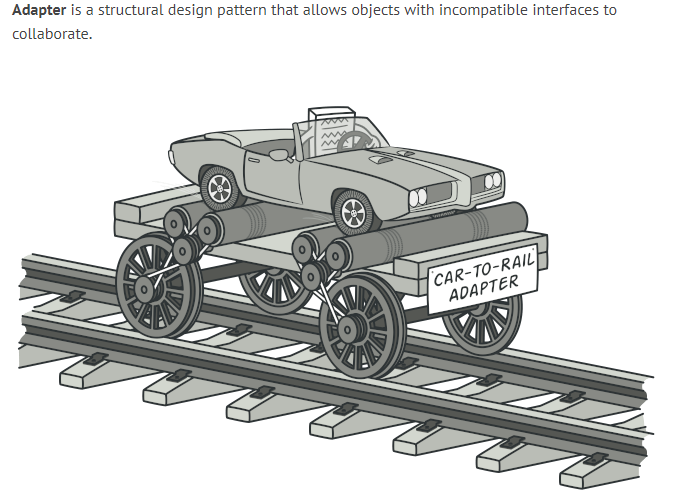 Adapter is a structural design pattern that allows objects with incompatible interfaces to
collaborate.
CAR-TO-RAIL
ADAPTER